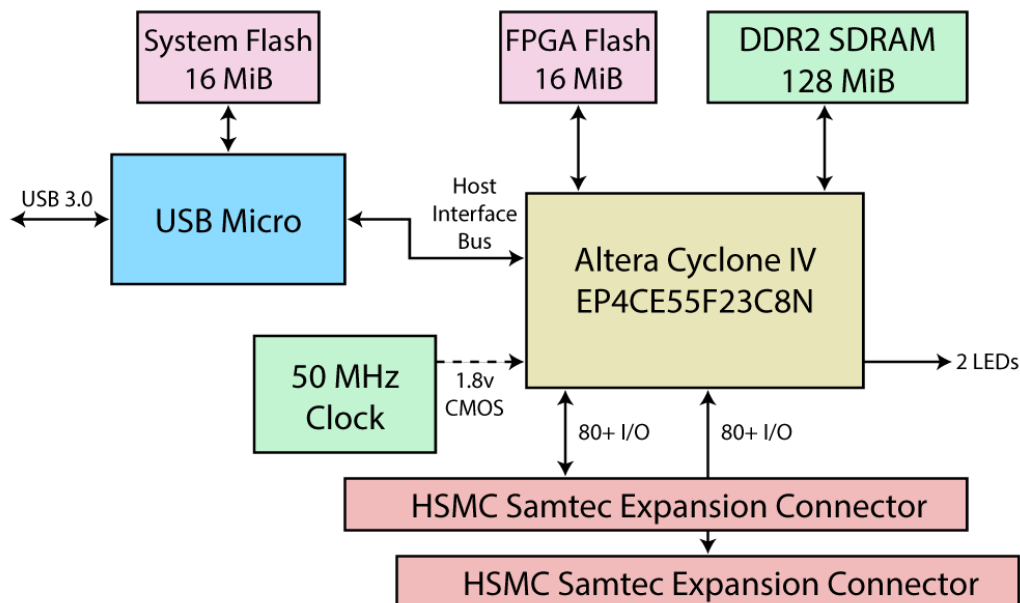 System Flash
16 MiB
FPGA Flash
16 MiB
DDR2 SDRAM
128 MiB
USB 3.0
USB Micro
Host
Interface
Bus
Altera Cyclone IV
EP4CE55F23C8N
50 MHz
Clock
1.8v
CMOS
2 LEDs
80+ I/O
80+ I/O
HSMC Samtec Expansion Connector
HSMC Samtec Expansion Connector